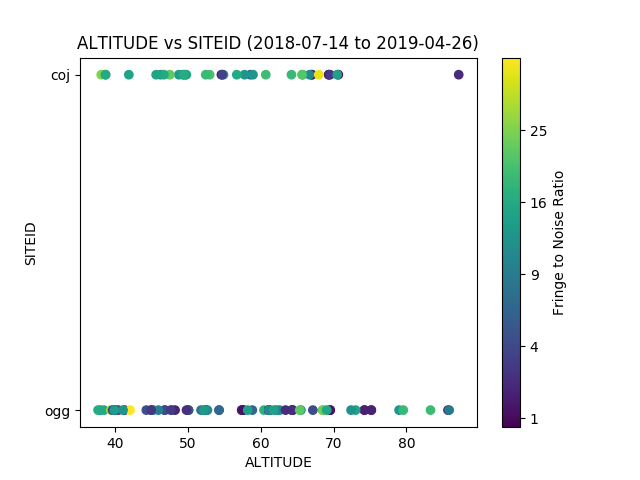 ALTITUDE vs SITEID (2018-07-14 to 2019-04-26)
coj
ogg
SITEID
40 50 60 70 80
ALTITUDE
25
16
9
4
1
Fringe to Noise Ratio